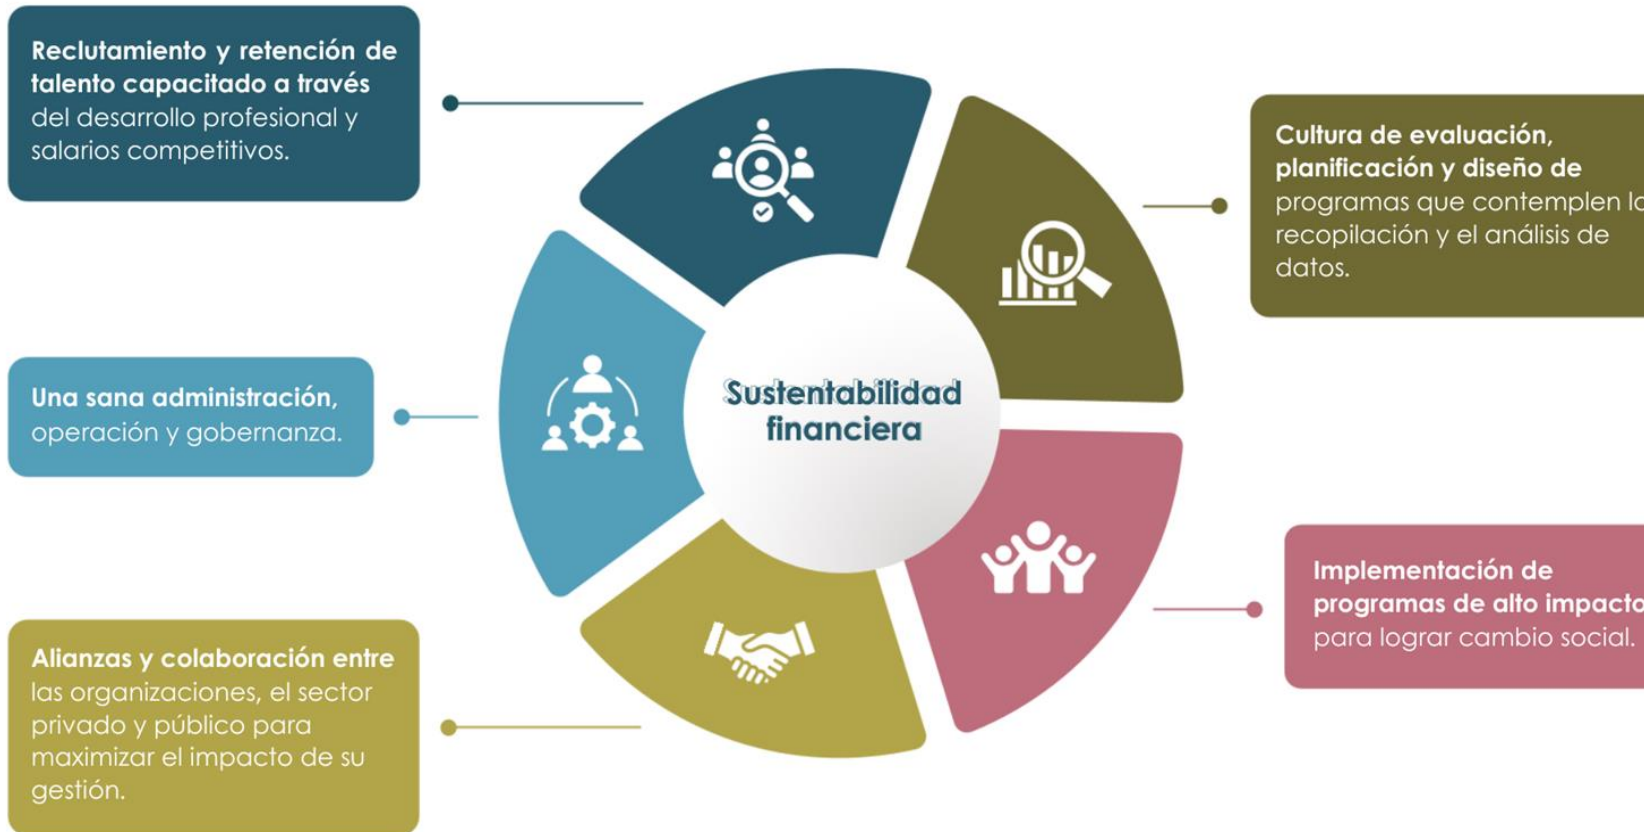 Reclutamiento y retención de
talento capacitado a través
del desarrollo profesional y
salarios competitivos.
Una sana administración,
operación y gobernanza.
Alianzas y colaboración entre
las organizaciones, el sector
privado y público para
maximizar el impacto de su
gestión.
Sustentabilidad
financiera
Cultura de evaluación,
planificación y diseño de
programas que contemplen la
recopilación y el análisis de
datos.
Implementación de
programas de alto impacto
para lograr cambio social.